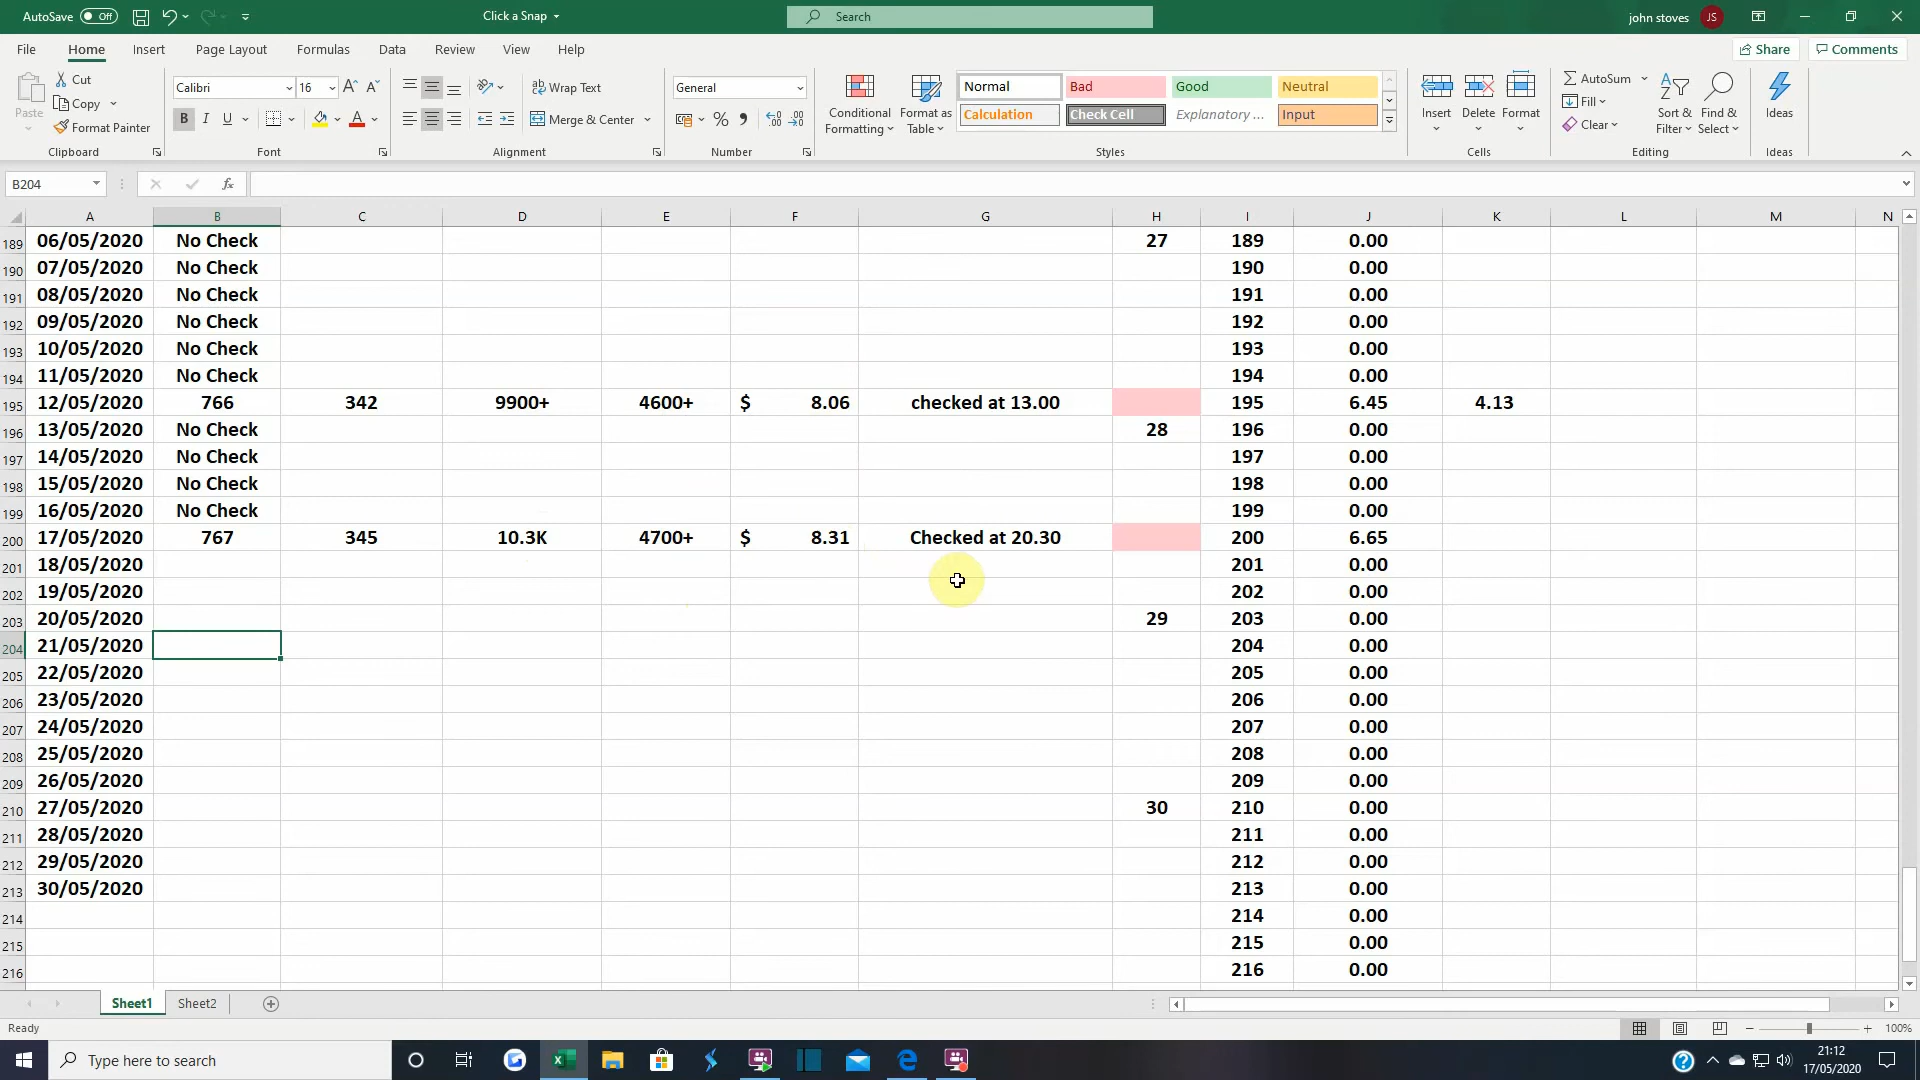 AutoSave Off Click a Snap Search john stoves JS
File Home Insert Page Layout Formulas Data Review View Help Share Comments
Paste Cut Copy Format Painter Clipboard
Calibri 16 A A B I U A Font
Wrap Text Merge & Center Alignment
General % Number
Conditional Formatting Format as Table Normal Bad Good Neutral Calculation Check Cell Explanatory ... Input Styles
Insert Delete Format Cells
AutoSum Fill Clear Sort & Filter Find & Select Editing
Ideas Ideas
B204 fx
A B C D E F G H I J K L M N
189 06/05/2020 No Check 27 189 0.00
190 07/05/2020 No Check 190 0.00
191 08/05/2020 No Check 191 0.00
192 09/05/2020 No Check 192 0.00
193 10/05/2020 No Check 193 0.00
194 11/05/2020 No Check 194 0.00
195 12/05/2020 766 342 9900+ 4600+ $ 8.06 checked at 13.00 195 6.45 4.13
196 13/05/2020 No Check 28 196 0.00
197 14/05/2020 No Check 197 0.00
198 15/05/2020 No Check 198 0.00
199 16/05/2020 No Check 199 0.00
200 17/05/2020 767 345 10.3K 4700+ $ 8.31 Checked at 20.30 200 6.65
201 18/05/2020 201 0.00
202 19/05/2020 202 0.00
203 20/05/2020 29 203 0.00
204 21/05/2020 204 0.00
205 22/05/2020 205 0.00
206 23/05/2020 206 0.00
207 24/05/2020 207 0.00
208 25/05/2020 208 0.00
209 26/05/2020 209 0.00
210 27/05/2020 30 210 0.00
211 28/05/2020 211 0.00
212 29/05/2020 212 0.00
213 30/05/2020 213 0.00
214 214 0.00
215 215 0.00
216 216 0.00
Sheet1 Sheet2
Ready 100%
Type here to search 21:12
17/05/2020